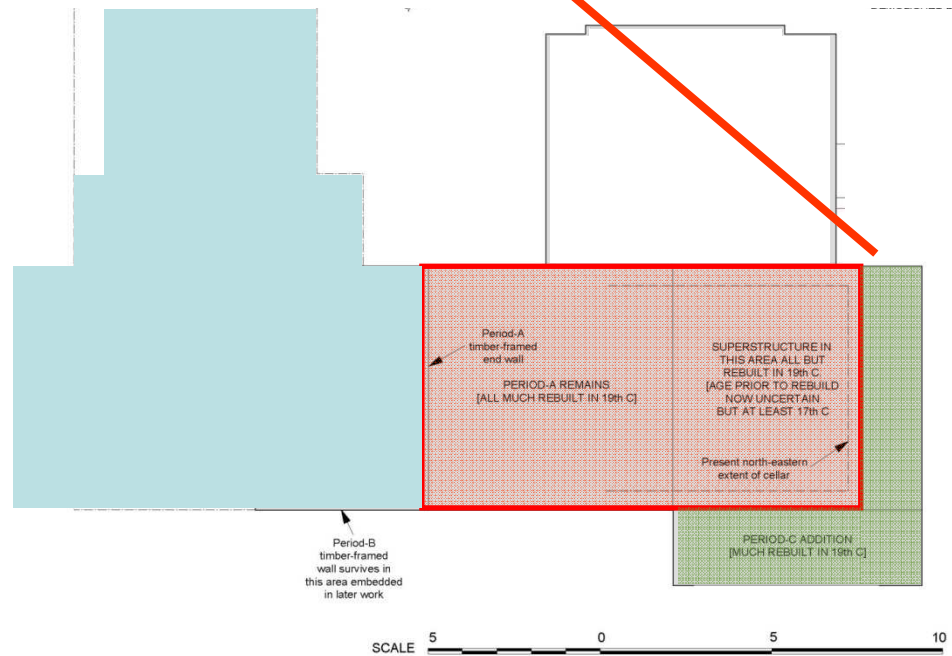 Period-A
timber-framed
end wall
PERIOD-A REMAINS
[ALL MUCH REBUILT IN 19th C]
SUPERSTRUCTURE IN
THIS AREA ALL BUT
REBUILT IN 19th C.
[AGE PRIOR TO REBUILD
NOW UNCERTAIN
BUT AT LEAST 17th C
Present north-eastern
extent of cellar
PERIOD-C ADDITION
[MUCH REBUILT IN 19th C]
Period-B
timber-framed
wall survives in
this area embedded
in later work
SCALE 5 0 5 10